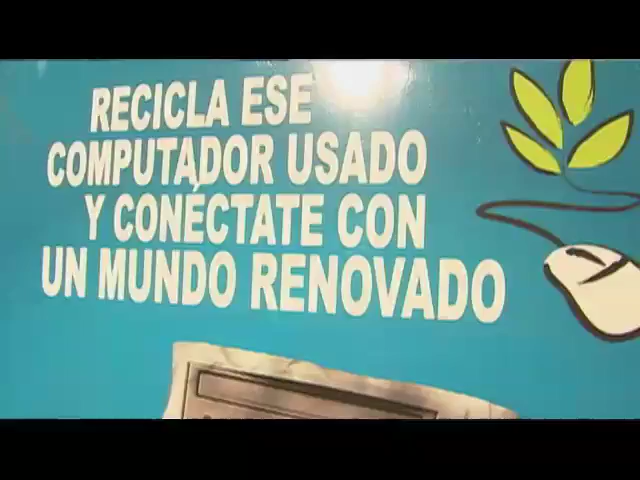 RECICLA ESE
COMPUTADOR USADO
Y CONÉCTATE CON
UN MUNDO RENOVADO